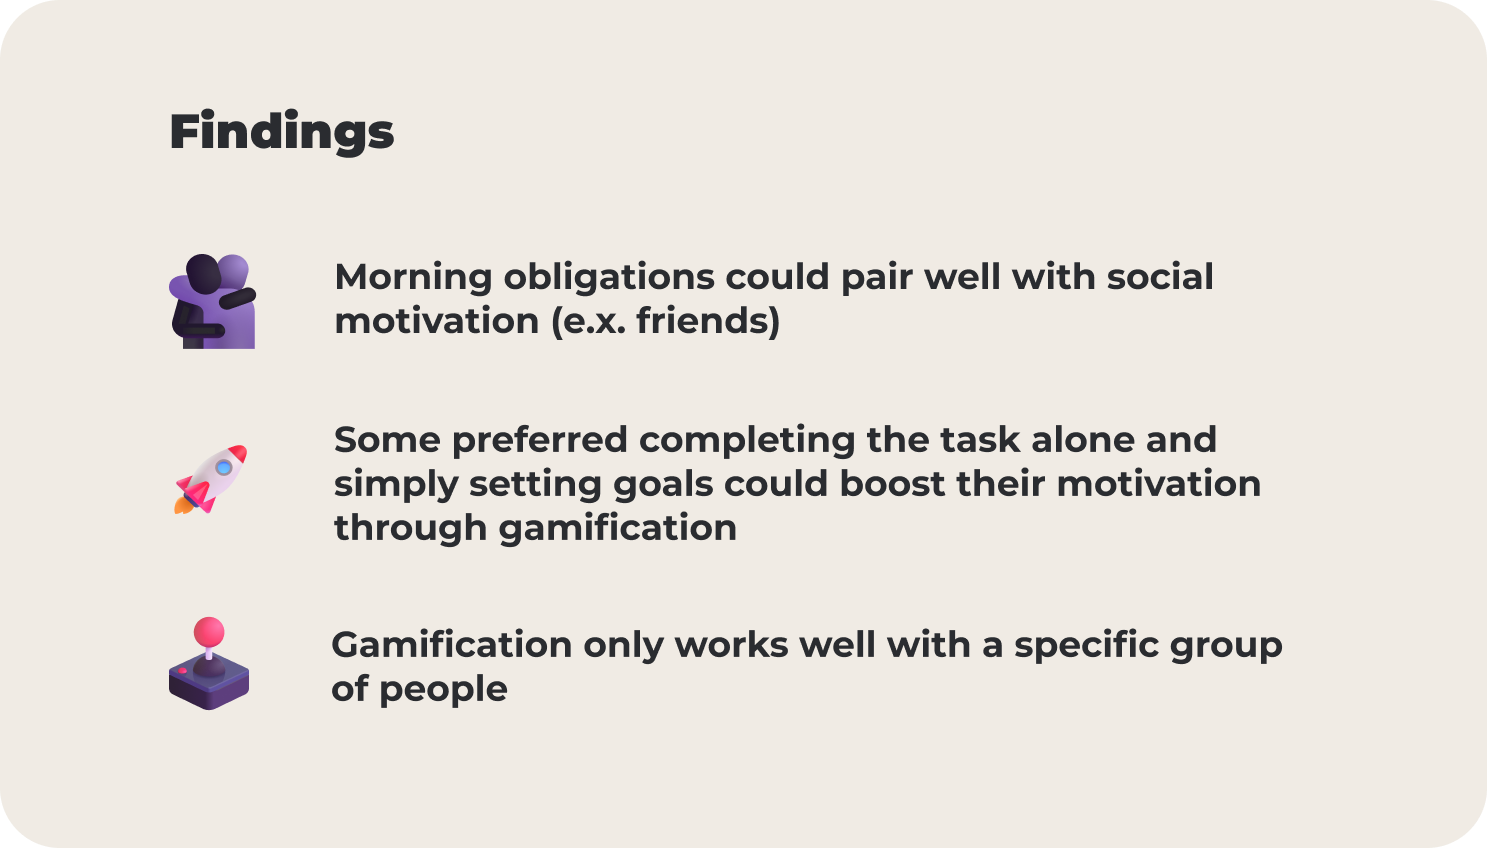 Findings
Morning obligations could pair well with social
motivation (e.x. friends)
Some preferred completing the task alone and
simply setting goals could boost their motivation
through gamification
Gamification only works well with a specific group
of people